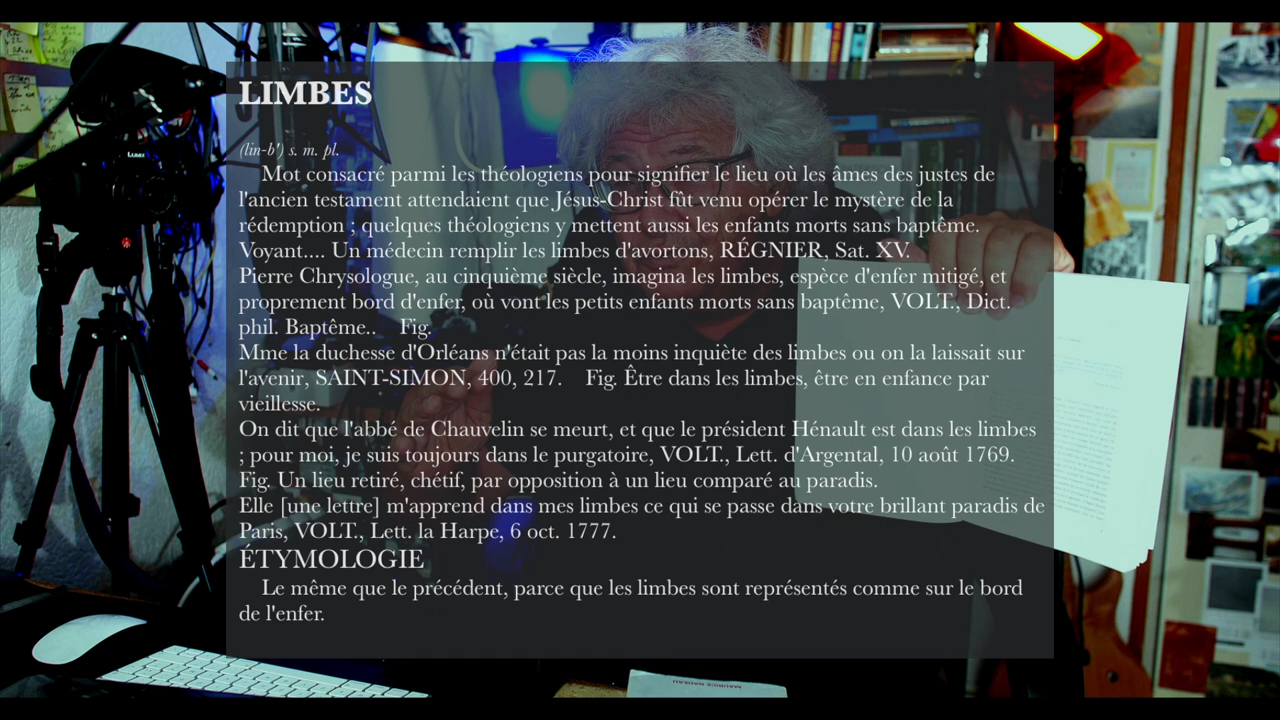 LIMBES
(lin-b') s. m. pl.
Mot consacré parmi les théologiens pour signifier le lieu où les âmes des justes de
l'ancien testament attendaient que Jésus-Christ fût venu opérer le mystère de la
rédemption ; quelques théologiens y mettent aussi les enfants morts sans baptême.
Voyant.... Un médecin remplir les limbes d'avortons, RÉGNIER, Sat. XV.
Pierre Chrysologue, au cinquième siècle, imagina les limbes, espèce d'enfer mitigé, et
proprement bord d'enfer, où vont les petits enfants morts sans baptême, VOLT., Dict.
phil. Baptême.. Fig.
Mme la duchesse d'Orléans n'était pas la moins inquiète des limbes ou on la laissait sur
l'avenir, SAINT-SIMON, 400, 217. Fig. Être dans les limbes, être en enfance par
vieillesse.
On dit que l'abbé de Chauvelin se meurt, et que le président Hénault est dans les limbes
; pour moi, je suis toujours dans le purgatoire, VOLT., Lett. d'Argental, 10 août 1769.
Fig. Un lieu retiré, chétif, par opposition à un lieu comparé au paradis.
Elle [une lettre] m'apprend dans mes limbes ce qui se passe dans votre brillant paradis de
Paris, VOLT., Lett. la Harpe, 6 oct. 1777.
ÉTYMOLOGIE
Le même que le précédent, parce que les limbes sont représentés comme sur le bord
de l'enfer.